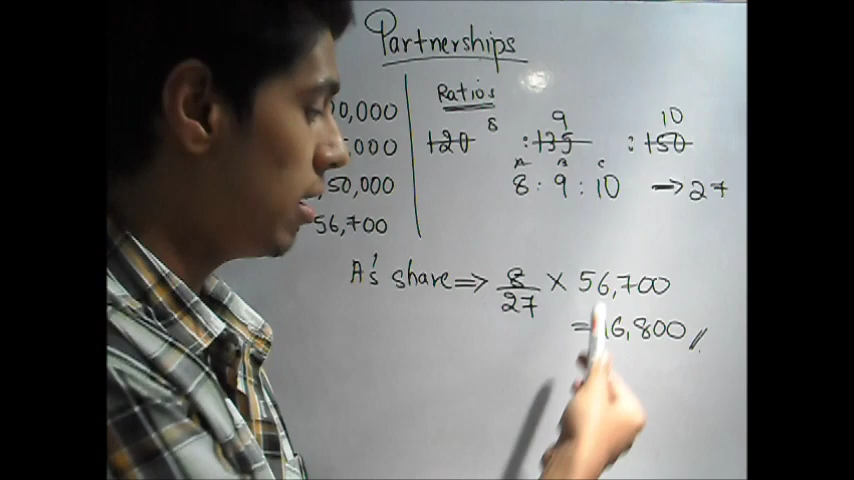 Partnerships
0,000
,000
,50,000
56,700
Ratios
8 9 10
120 : 135 : 150
A B C
8 : 9 : 10 → 27
A's share ⇒ 8/27 × 56,700
= 16,800 //